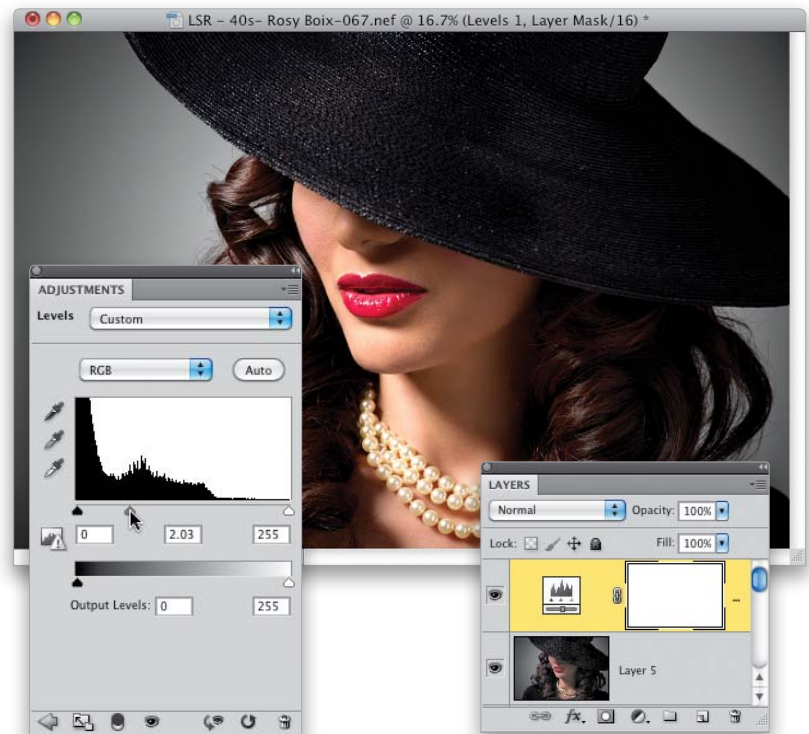 LSR – 40s– Rosy Boix-067.nef @ 16.7% (Levels 1, Layer Mask/16) *
ADJUSTMENTS
Levels Custom
RGB Auto
0 2.03 255
Output Levels: 0 255
LAYERS
Normal Opacity: 100%
Lock: Fill: 100%
...
Layer 5
fx.